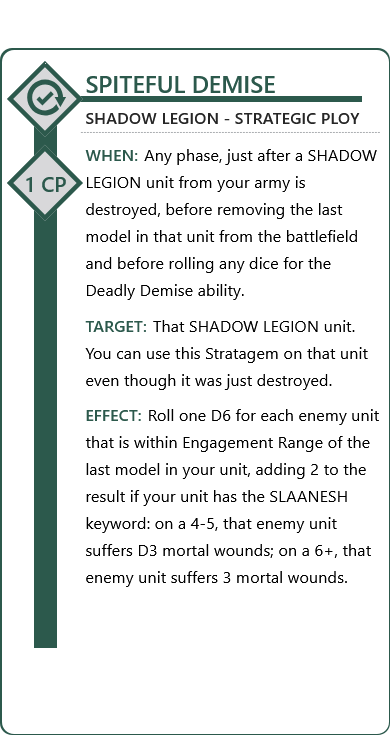 SPITEFUL DEMISE
SHADOW LEGION - STRATEGIC PLOY
1 CP
WHEN: Any phase, just after a SHADOW
LEGION unit from your army is
destroyed, before removing the last
model in that unit from the battlefield
and before rolling any dice for the
Deadly Demise ability.
TARGET: That SHADOW LEGION unit.
You can use this Stratagem on that unit
even though it was just destroyed.
EFFECT: Roll one D6 for each enemy unit
that is within Engagement Range of the
last model in your unit, adding 2 to the
result if your unit has the SLAANESH
keyword: on a 4-5, that enemy unit
suffers D3 mortal wounds; on a 6+, that
enemy unit suffers 3 mortal wounds.